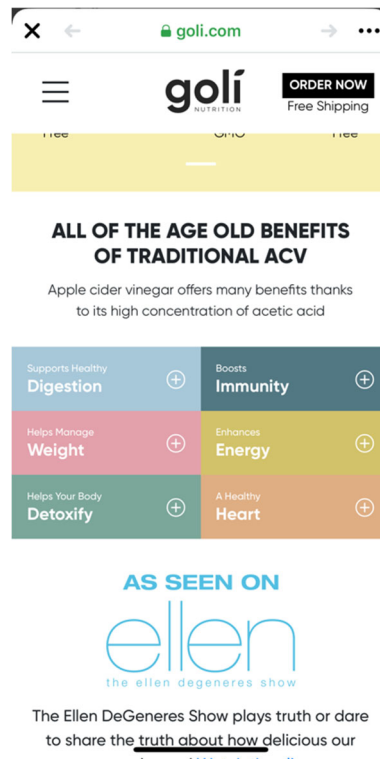 goli.com
golí
NUTRITION
ORDER NOW
Free Shipping
Free GMO Free
ALL OF THE AGE OLD BENEFITS
OF TRADITIONAL ACV
Apple cider vinegar offers many benefits thanks
to its high concentration of acetic acid
Supports Healthy
Digestion
Boosts
Immunity
Helps Manage
Weight
Enhances
Energy
Helps Your Body
Detoxify
A Healthy
Heart
AS SEEN ON
ellen
the ellen degeneres show
The Ellen DeGeneres Show plays truth or dare
to share the truth about how delicious our